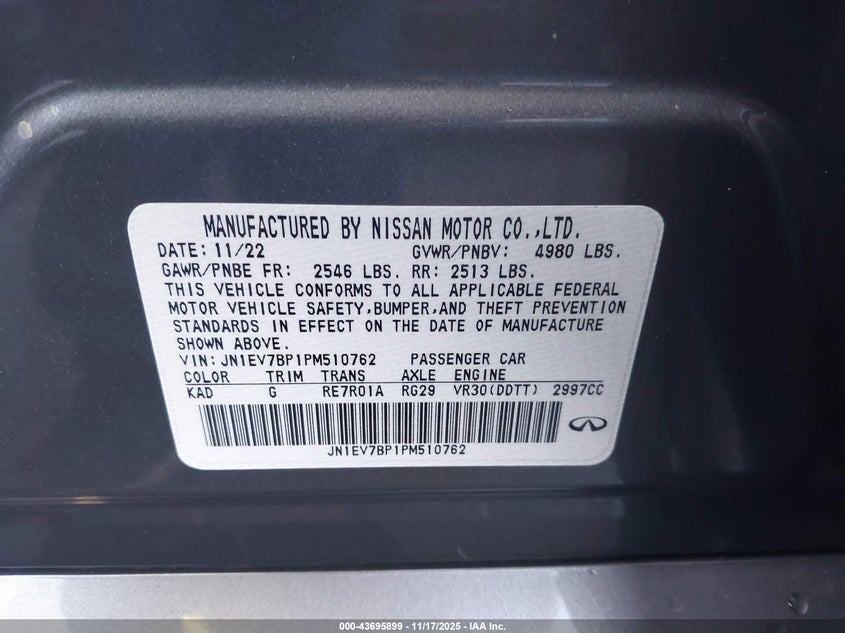 MANUFACTURED BY NISSAN MOTOR CO.,LTD.
DATE: 11/22 GVWR/PNBV: 4980 LBS.
GAWR/PNBE FR: 2546 LBS. RR: 2513 LBS.
THIS VEHICLE CONFORMS TO ALL APPLICABLE FEDERAL
MOTOR VEHICLE SAFETY,BUMPER,AND THEFT PREVENTION
STANDARDS IN EFFECT ON THE DATE OF MANUFACTURE
SHOWN ABOVE.
VIN: JN1EV7BP1PM510762 PASSENGER CAR
COLOR TRIM TRANS AXLE ENGINE
KAD G RE7R01A RG29 VR30(DDTT) 2997CC
JN1EV7BP1PM510762
000-43695899 - 11/17/2025 - IAA Inc.